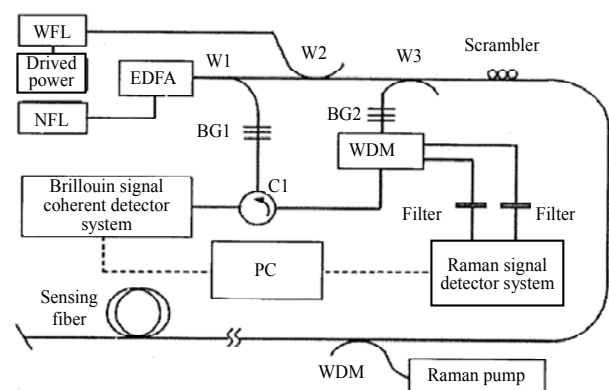 WFL
W2
W3
Scrambler
W1
Drived
power
EDFA
NFL
BG1
BG2
WDM
Brillouin signal
coherent detector
system
C1
Filter
Filter
PC
Raman signal
detector system
Sensing
fiber
WDM
Raman pump